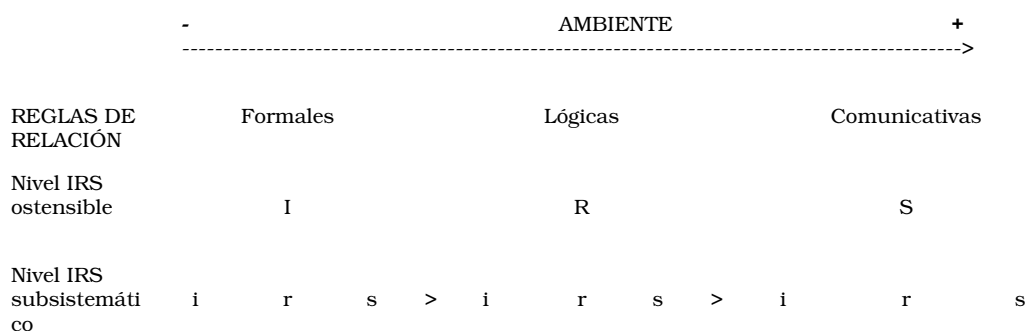 - AMBIENTE +
------------------------------------------------------------------------------------------------>
REGLAS DE RELACIÓN Formales Lógicas Comunicativas
Nivel IRS ostensible I R S
Nivel IRS subsistemáti co i r s > i r s > i r s